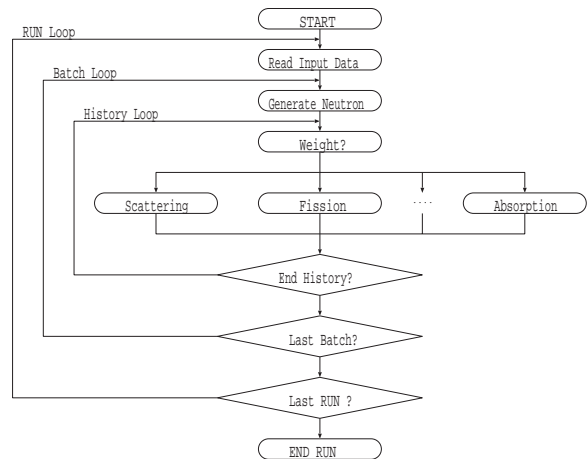 START
RUN Loop
Read Input Data
Batch Loop
Generate Neutron
History Loop
Weight?
Scattering
Fission
....
Absorption
End History?
Last Batch?
Last RUN ?
END RUN